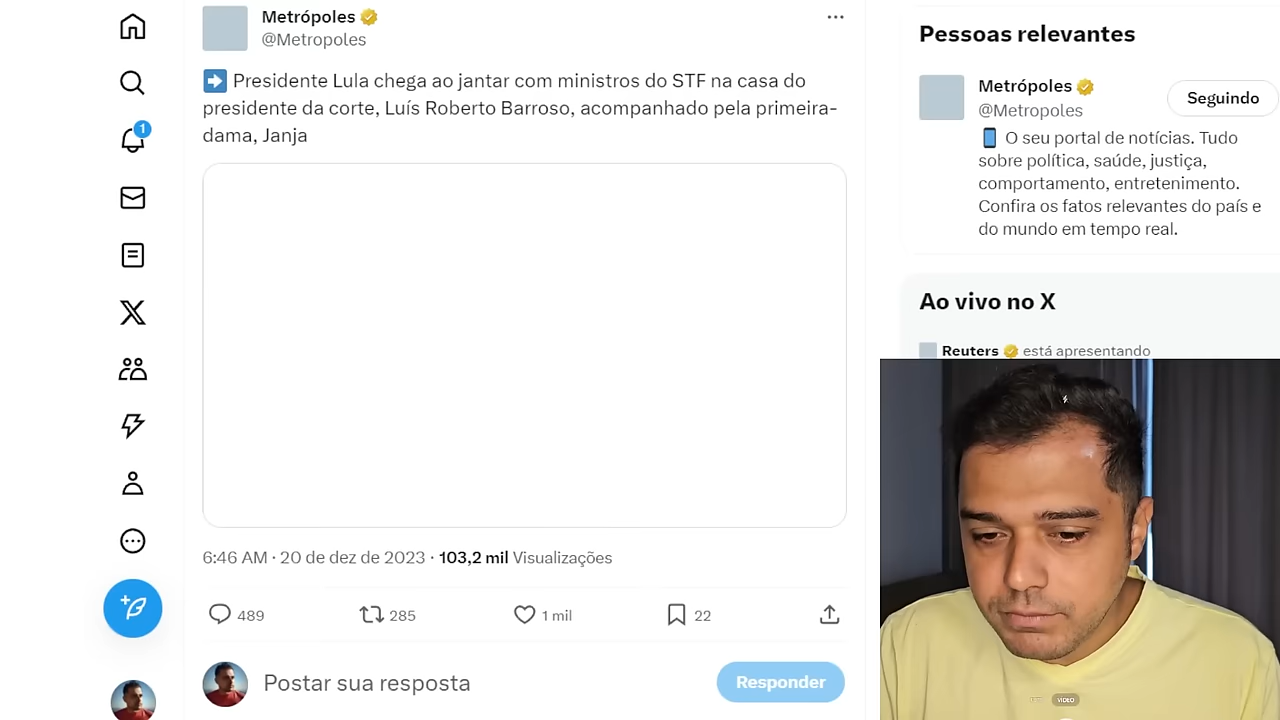 Metrópoles
@Metropoles
Presidente Lula chega ao jantar com ministros do STF na casa do
presidente da corte, Luís Roberto Barroso, acompanhado pela primeira-
dama, Janja
6:46 AM · 20 de dez de 2023 · 103,2 mil Visualizações
489
285
1 mil
22
Postar sua resposta
Responder
1
Pessoas relevantes
Metrópoles
@Metropoles
Seguindo
O seu portal de notícias. Tudo
sobre política, saúde, justiça,
comportamento, entretenimento.
Confira os fatos relevantes do país e
do mundo em tempo real.
Ao vivo no X
Reuters está apresentando
VÍDEO